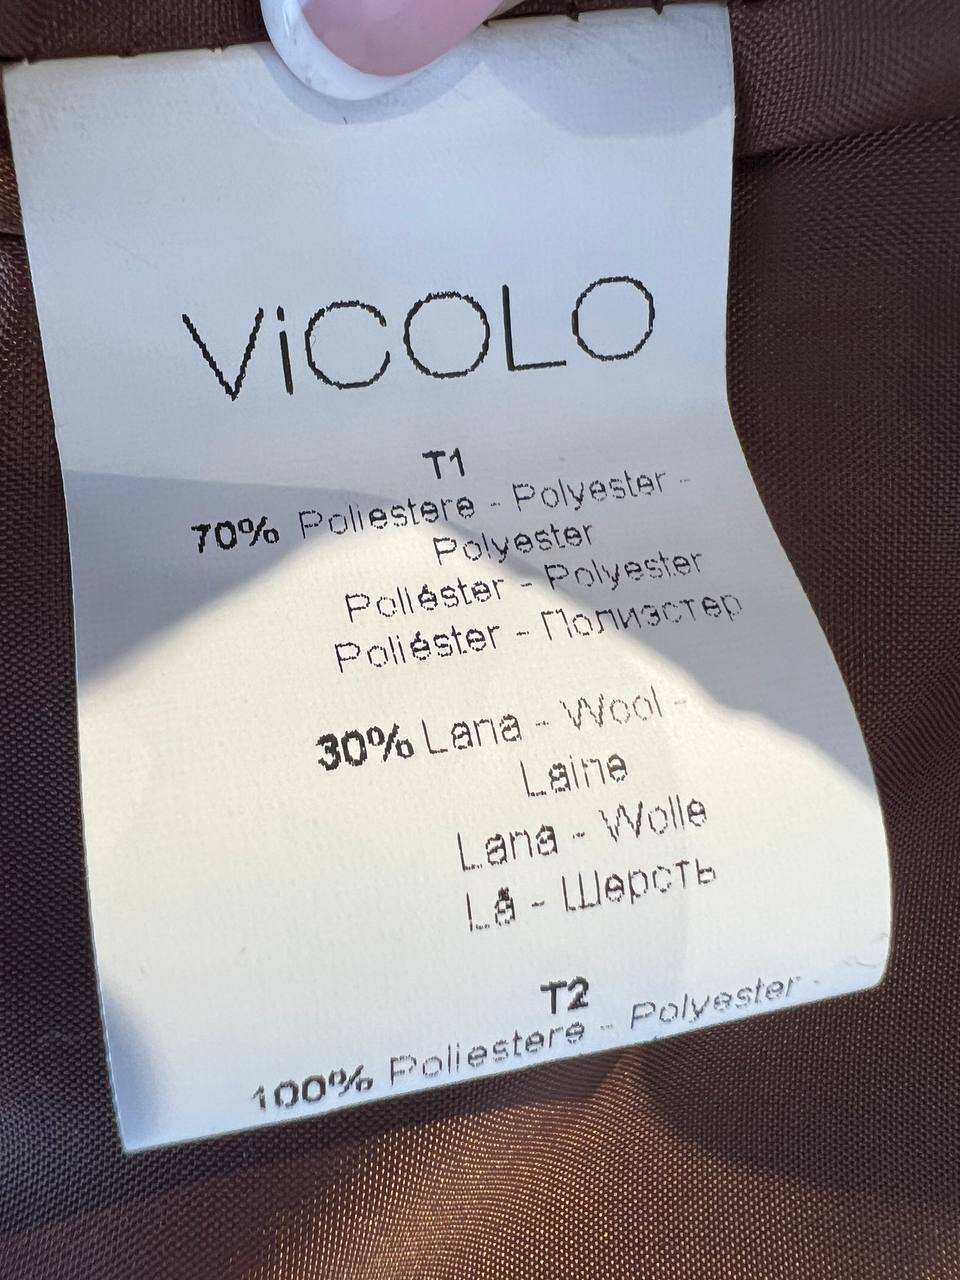 ViCOLO
T1
70% Poliestere - Polyester -
Polyester
Poliéster - Polyester
Poliéster - Полиэстер
30% Lana - Wool -
Laine
Lana - Wolle
Lã - Шерсть
T2
100% Poliestere - Polyester -